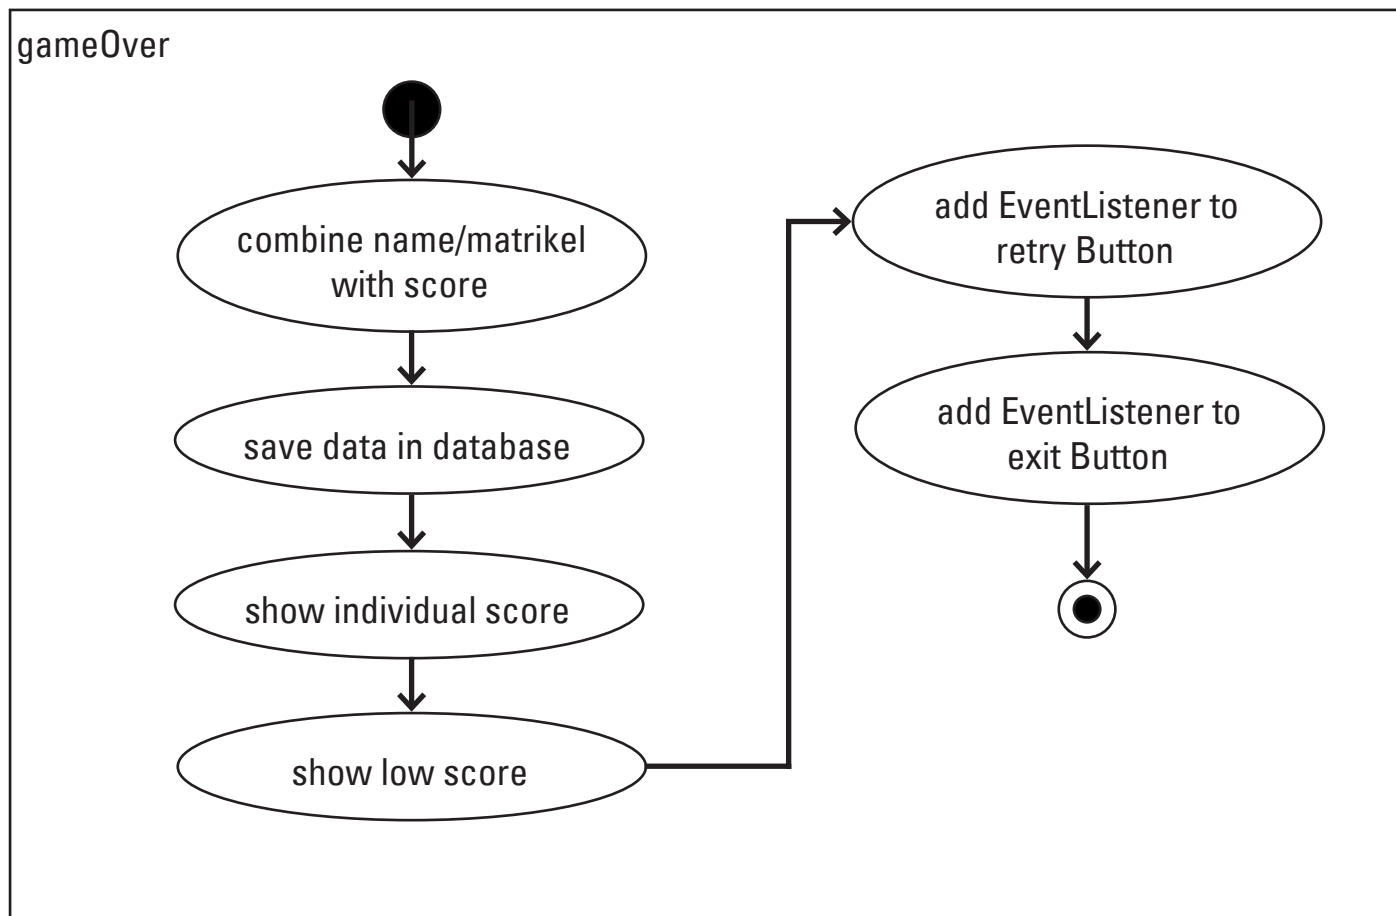 gameOver
combine name/matrikel
with score
save data in database
show individual score
show low score
add EventListener to
retry Button
add EventListener to
exit Button